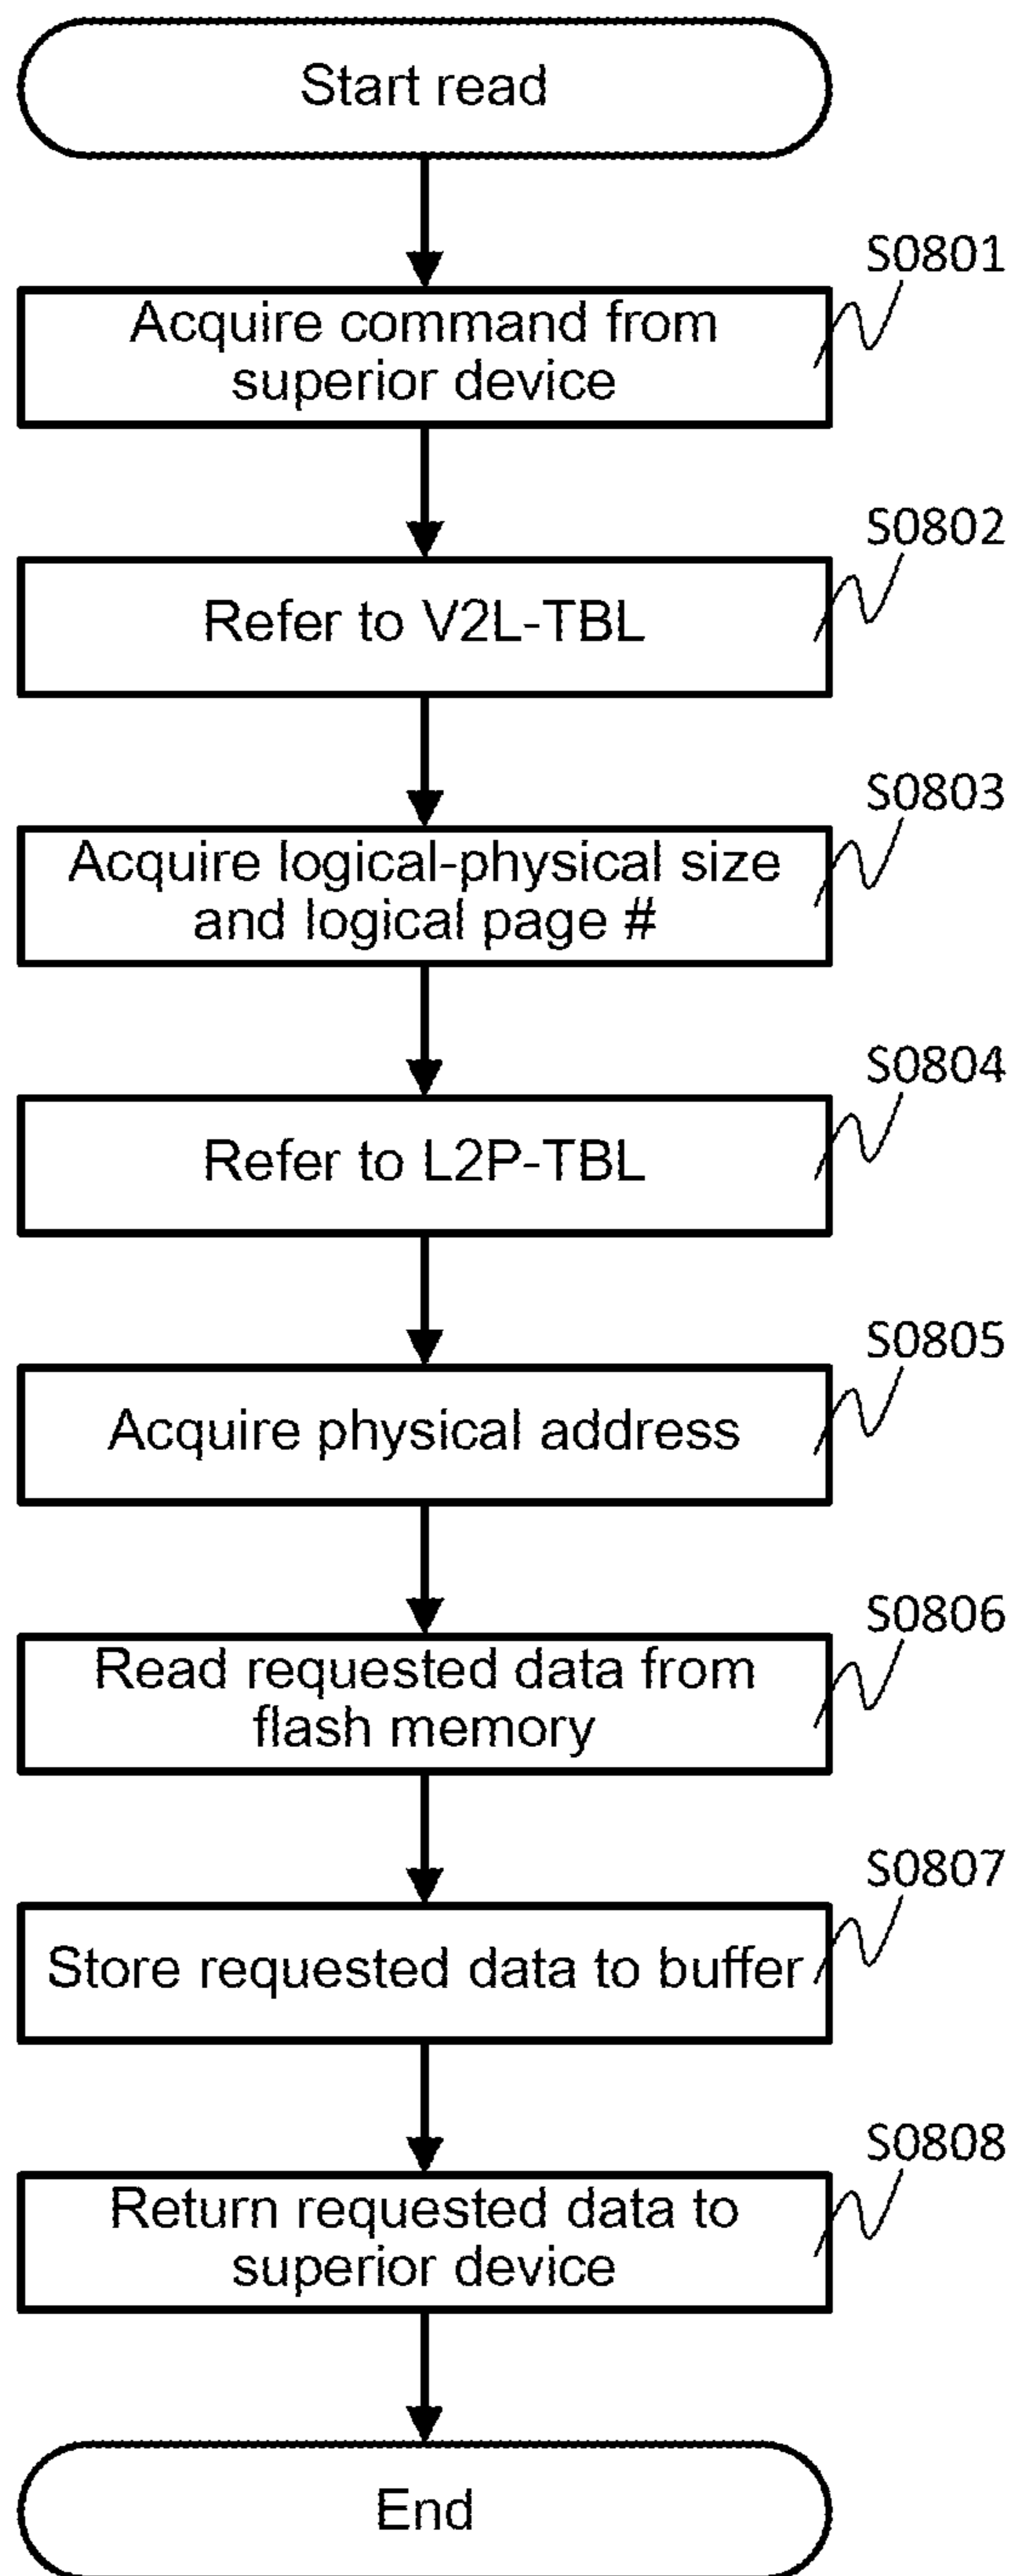 Start read
S0801
Acquire command from
superior device
S0802
Refer to V2L-TBL
S0803
Acquire logical-physical size
and logical page #
S0804
Refer to L2P-TBL
S0805
Acquire physical address
S0806
Read requested data from
flash memory
S0807
Store requested data to buffer
S0808
Return requested data to
superior device
End